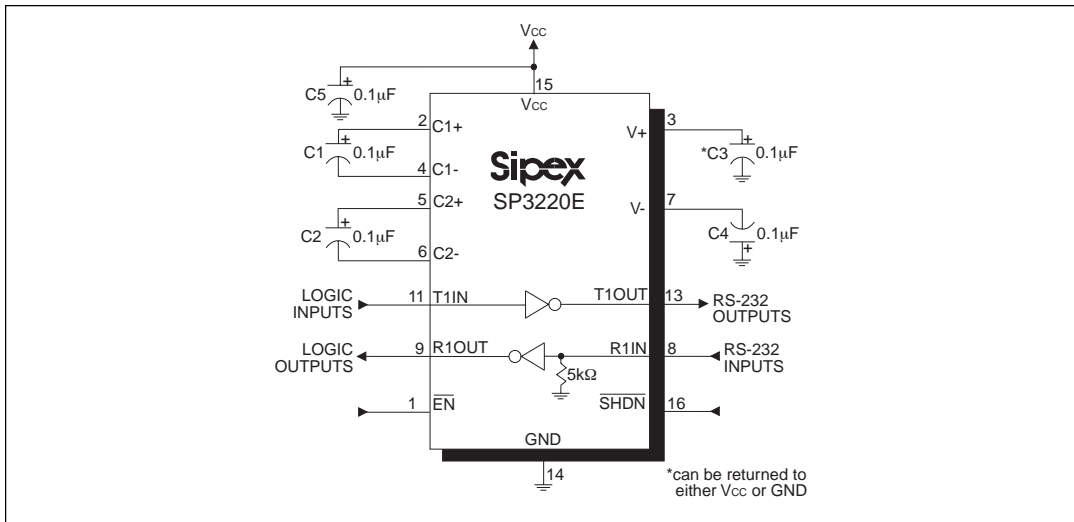 VCC
15
VCC
C5
+
0.1µF
2
C1+
C1
+
0.1µF
4
C1-
5
C2+
C2
+
0.1µF
6
C2-
Sipex
SP3220E
V+
3
*C3
+
0.1µF
V-
7
C4
0.1µF
+
LOGIC
INPUTS
11
T1IN
T1OUT
13
RS-232
OUTPUTS
LOGIC
OUTPUTS
9
R1OUT
R1IN
8
RS-232
INPUTS
5kΩ
1
EN
SHDN
16
GND
14
*can be returned to
either VCC or GND